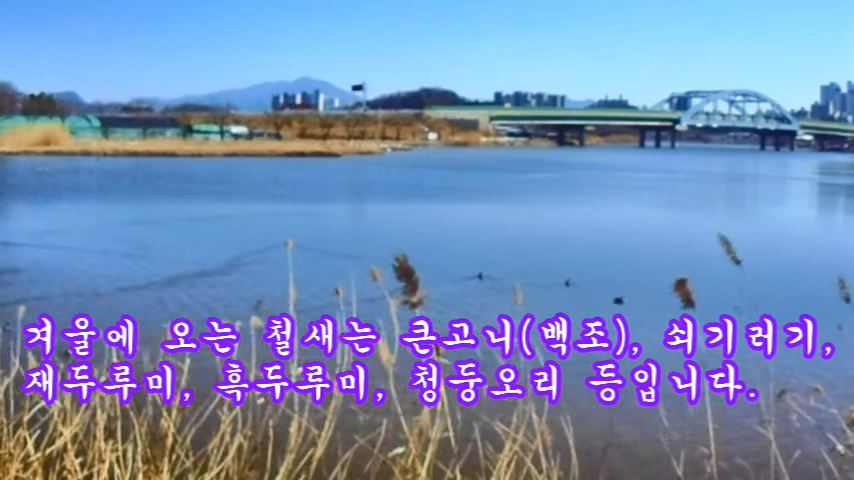 겨울에 오는 철새는 큰고니(백조), 쇠기러기,
재두루미, 흑두루미, 청둥오리 등입니다.